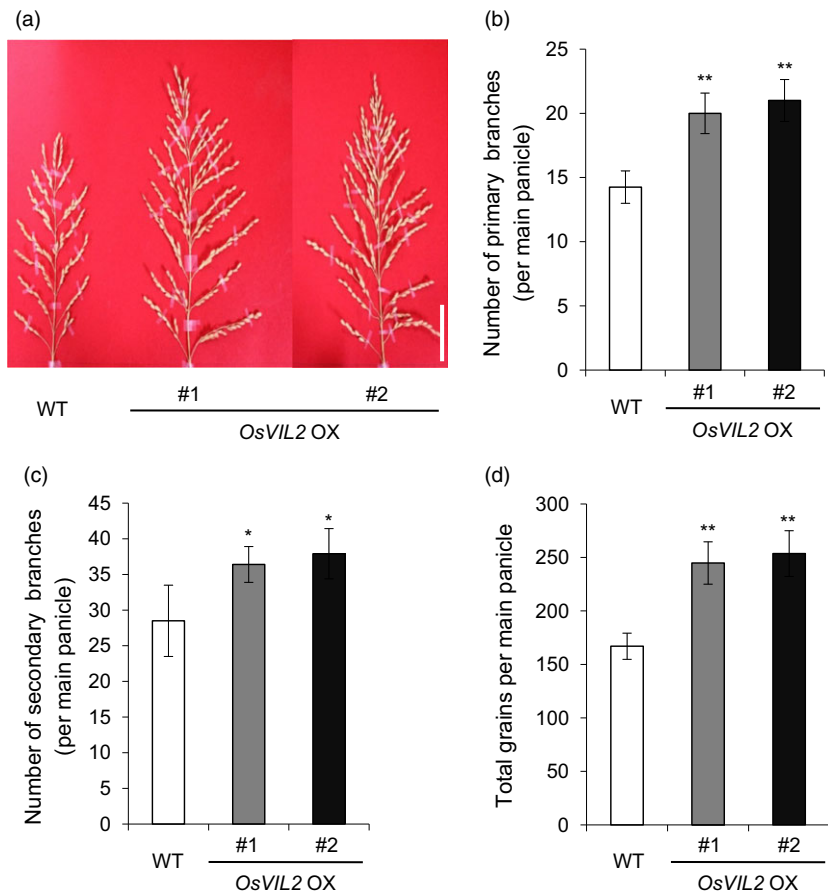 (a)
WT
#1
#2
OsVIL2 OX
(b)
Number of primary branches
(per main panicle)
25
20
15
10
5
0
**
**
WT
#1
#2
OsVIL2 OX
(c)
Number of secondary branches
(per main panicle)
45
40
35
30
25
20
15
10
5
0
*
*
WT
#1
#2
OsVIL2 OX
(d)
Total grains per main panicle
300
250
200
150
100
50
0
**
**
WT
#1
#2
OsVIL2 OX